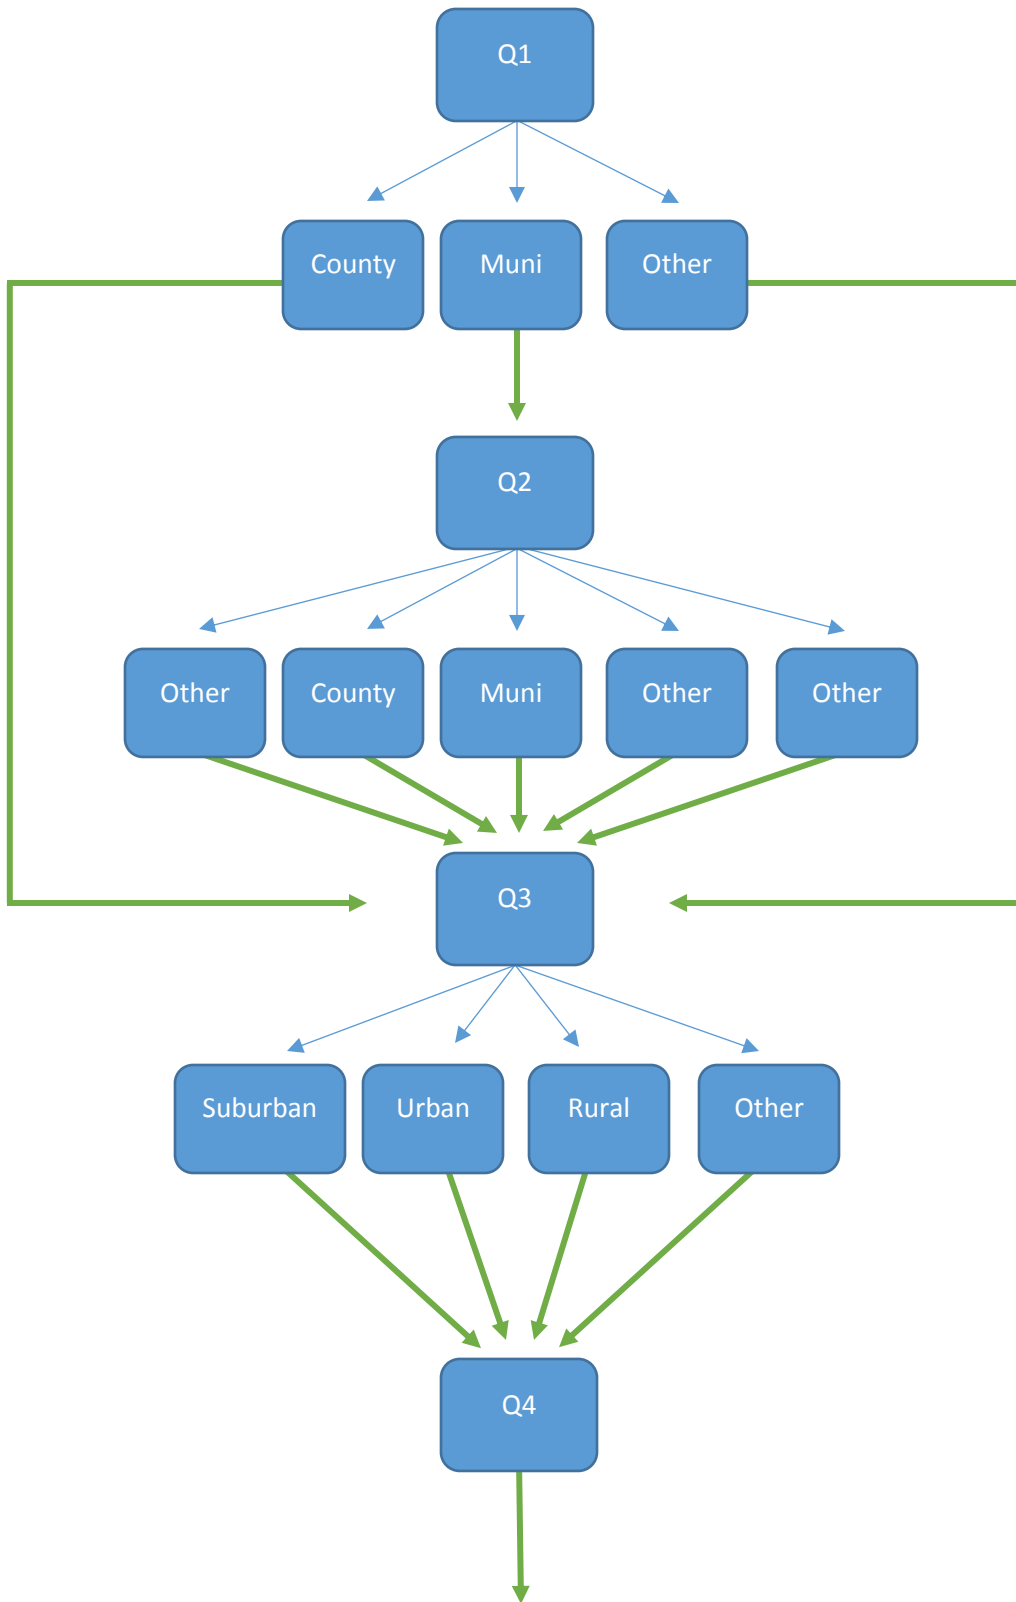 Q1
County
Muni
Other
Q2
Other
County
Muni
Other
Other
Q3
Suburban
Urban
Rural
Other
Q4